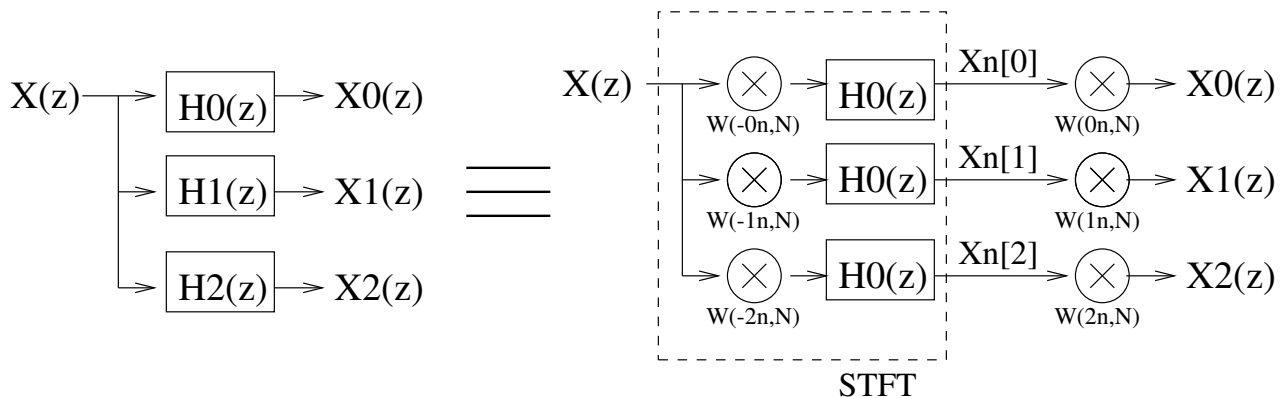 X(z) H0(z) X0(z)
H1(z) X1(z)
H2(z) X2(z)
X(z) W(-0n,N) H0(z) Xn[0] W(0n,N) X0(z)
W(-1n,N) H0(z) Xn[1] W(1n,N) X1(z)
W(-2n,N) H0(z) Xn[2] W(2n,N) X2(z)
STFT